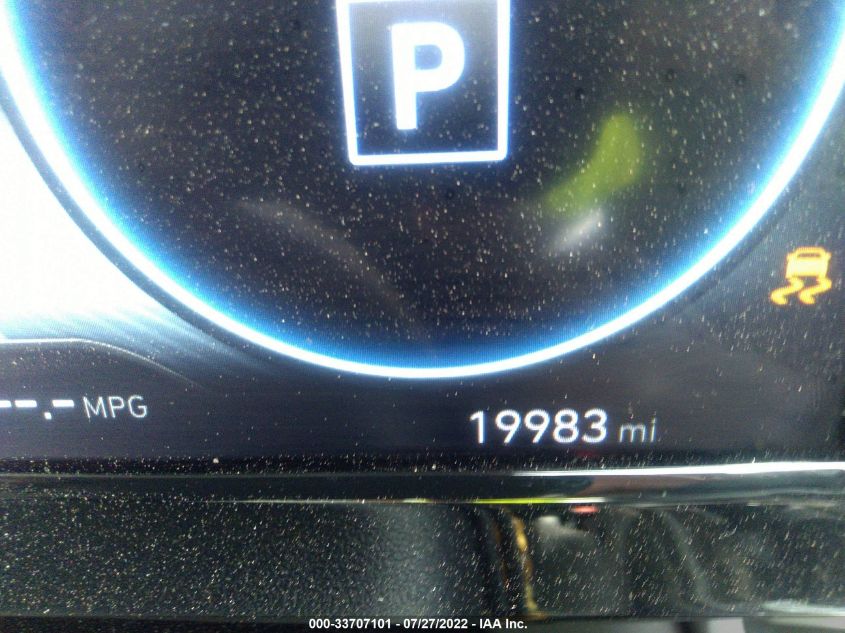 P
--.- MPG
19983 mi
000-33707101 - 07/27/2022 - IAA Inc.